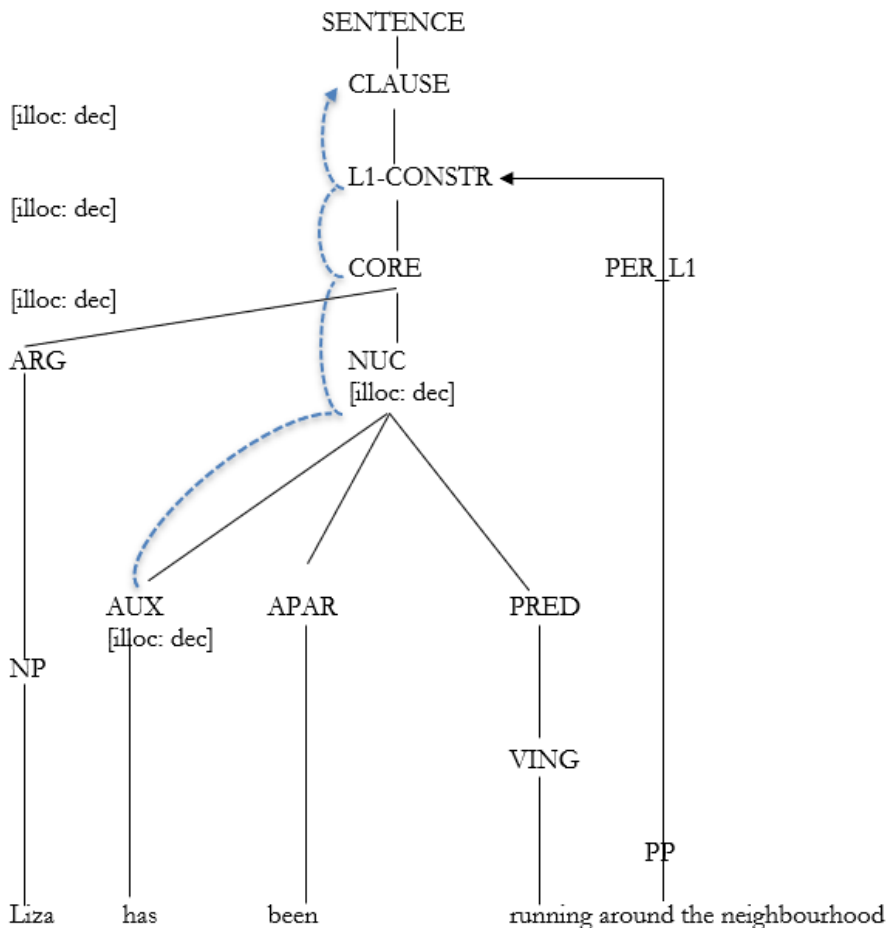 SENTENCE
CLAUSE
[illoc: dec]
L1-CONSTR
[illoc: dec]
CORE PER_L1
[illoc: dec]
ARG NUC
[illoc: dec]
AUX APAR PRED
[illoc: dec]
NP
VING
PP
Liza has been running around the neighbourhood